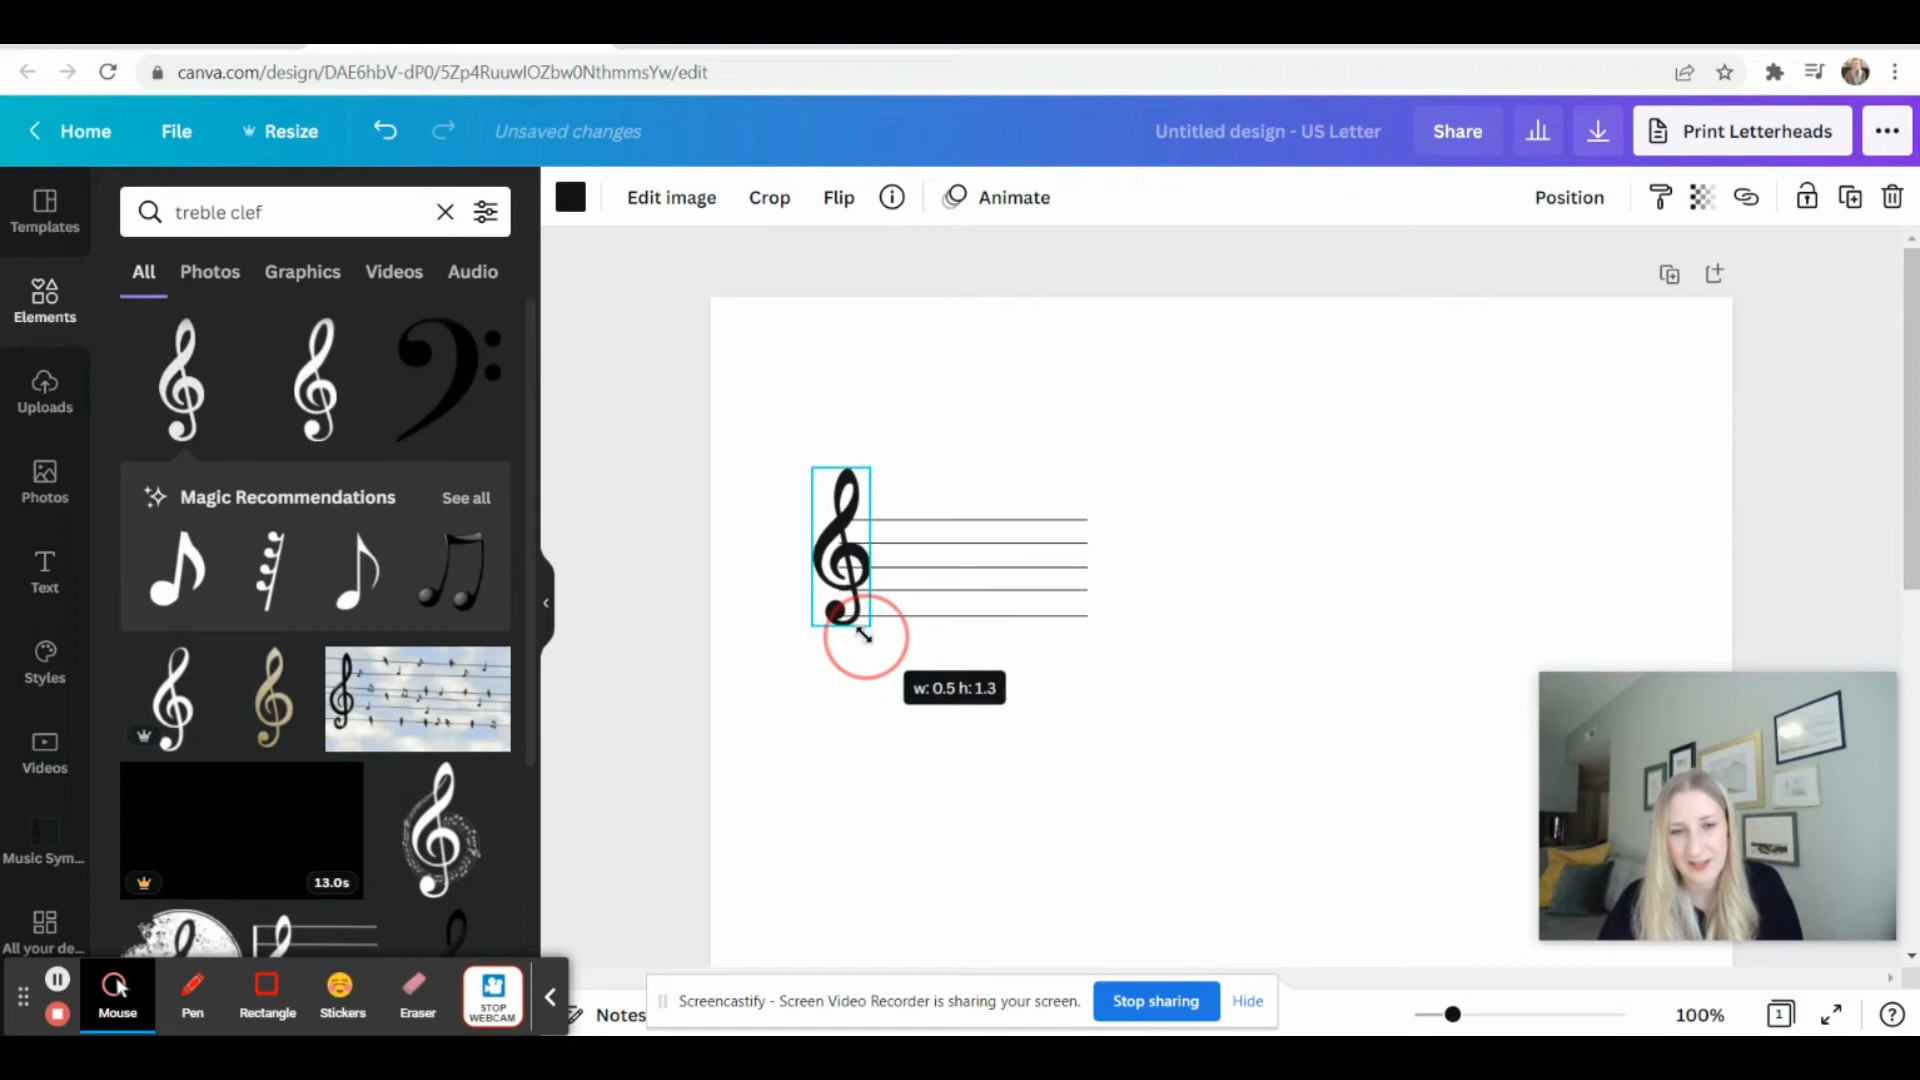 canva.com/design/DAE6hbV-dP0/5Zp4RuuwIOZbw0NthmmsYw/edit
Home File Resize Unsaved changes Untitled design - US Letter Share Print Letterheads
Templates
Elements
Uploads
Photos
Text
Styles
Videos
Music Sym...
All your de...
treble clef
All Photos Graphics Videos Audio
Magic Recommendations See all
13.0s
Edit image Crop Flip Animate Position
w: 0.5 h: 1.3
Mouse Pen Rectangle Stickers Eraser STOP WEBCAM
Notes
Screencastify - Screen Video Recorder is sharing your screen. Stop sharing Hide
100% 1